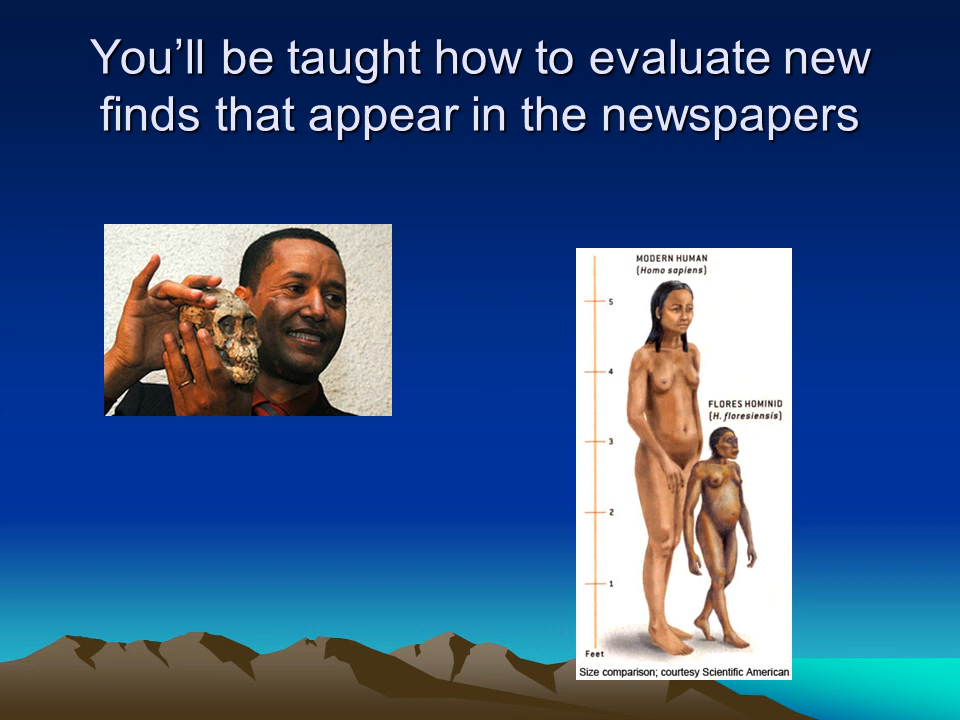 You’ll be taught how to evaluate new
finds that appear in the newspapers
MODERN HUMAN
(Homo sapiens)
5
4
FLORES HOMINID
(H. floresiensis)
3
2
1
Feet
Size comparison; courtesy Scientific American